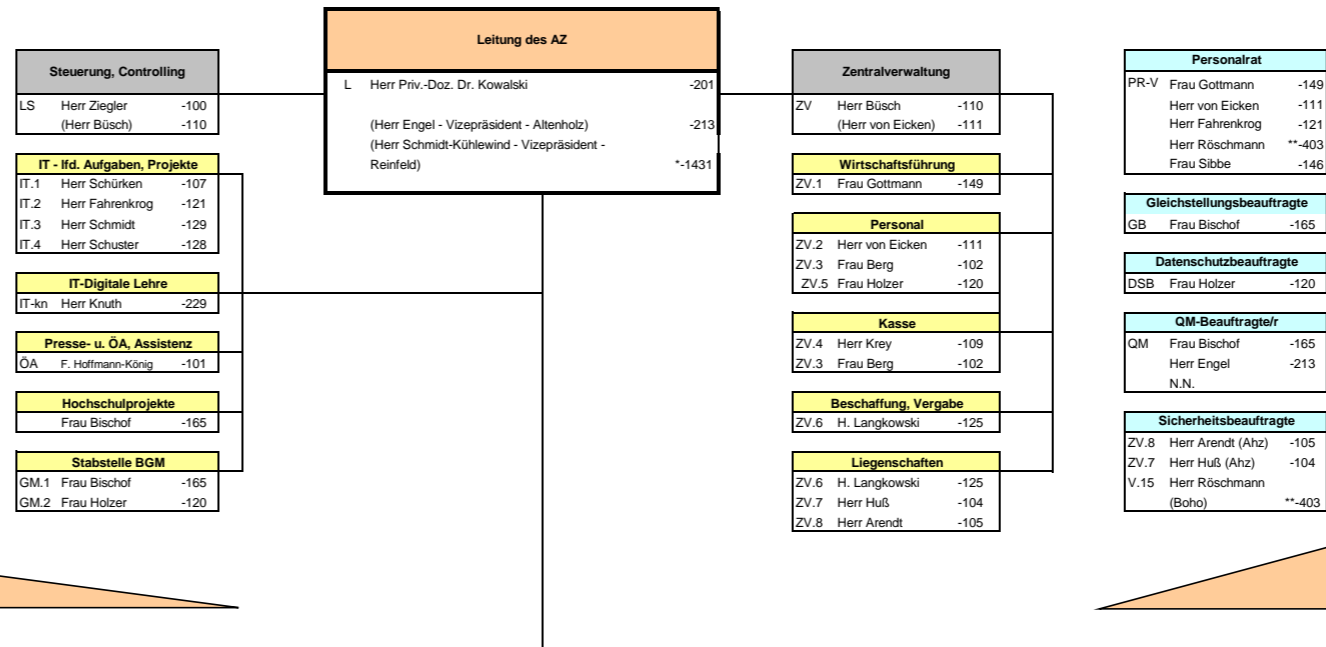 Leitung des AZ
L Herr Priv.-Doz. Dr. Kowalski -201
(Herr Engel - Vizepräsident - Altenholz) -213
(Herr Schmidt-Kühlewind - Vizepräsident -
Reinfeld) *-1431
Steuerung, Controlling
LS Herr Ziegler -100
(Herr Büsch) -110
IT - lfd. Aufgaben, Projekte
IT.1 Herr Schürken -107
IT.2 Herr Fahrenkrog -121
IT.3 Herr Schmidt -129
IT.4 Herr Schuster -128
IT-Digitale Lehre
IT-kn Herr Knuth -229
Presse- u. ÖA, Assistenz
ÖA F. Hoffmann-König -101
Hochschulprojekte
Frau Bischof -165
Stabstelle BGM
GM.1 Frau Bischof -165
GM.2 Frau Holzer -120
Zentralverwaltung
ZV Herr Büsch -110
(Herr von Eicken) -111
Wirtschaftsführung
ZV.1 Frau Gottmann -149
Personal
ZV.2 Herr von Eicken -111
ZV.3 Frau Berg -102
ZV.5 Frau Holzer -120
Kasse
ZV.4 Herr Krey -109
ZV.3 Frau Berg -102
Beschaffung, Vergabe
ZV.6 H. Langkowski -125
Liegenschaften
ZV.6 H. Langkowski -125
ZV.7 Herr Huß -104
ZV.8 Herr Arendt -105
Personalrat
PR-V Frau Gottmann -149
Herr von Eicken -111
Herr Fahrenkrog -121
Herr Röschmann **-403
Frau Sibbe -146
Gleichstellungsbeauftragte
GB Frau Bischof -165
Datenschutzbeauftragte
DSB Frau Holzer -120
QM-Beauftragte/r
QM Frau Bischof -165
Herr Engel -213
N.N.
Sicherheitsbeauftragte
ZV.8 Herr Arendt (Ahz) -105
ZV.7 Herr Huß (Ahz) -104
V.15 Herr Röschmann
(Boho) **-403